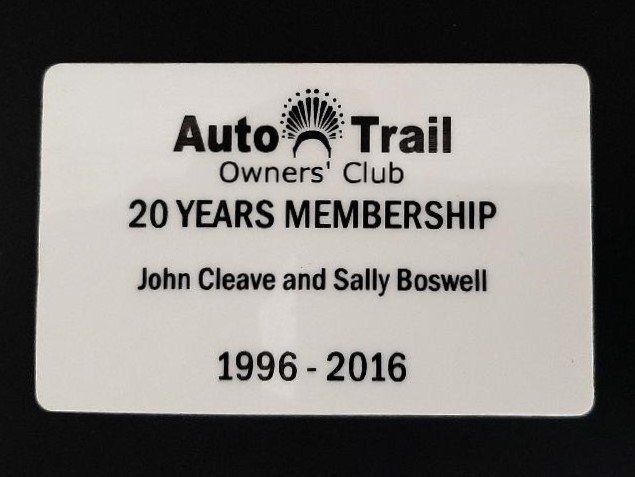 Auto Trail
Owners' Club
20 YEARS MEMBERSHIP
John Cleave and Sally Boswell
1996 - 2016